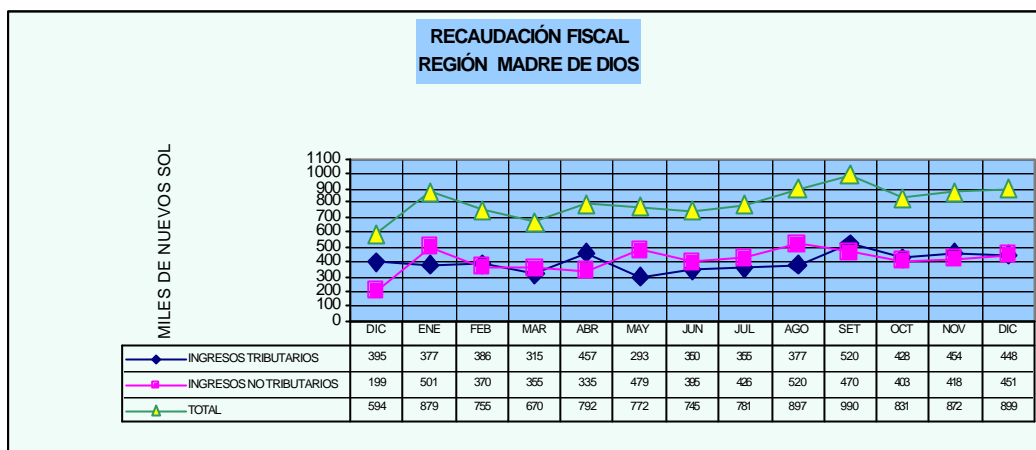 RECAUDACIÓN FISCAL
REGIÓN MADRE DE DIOS
MILES DE NUEVOS SOL
1100
1000
900
800
700
600
500
400
300
200
100
0
DIC ENE FEB MAR ABR MAY JUN JUL AGO SET OCT NOV DIC
INGRESOS TRIBUTARIOS 395 377 386 315 457 293 350 355 377 520 428 454 448
INGRESOS NO TRIBUTARIOS 199 501 370 355 335 479 395 426 520 470 403 418 451
TOTAL 594 879 755 670 792 772 745 781 897 990 831 872 899